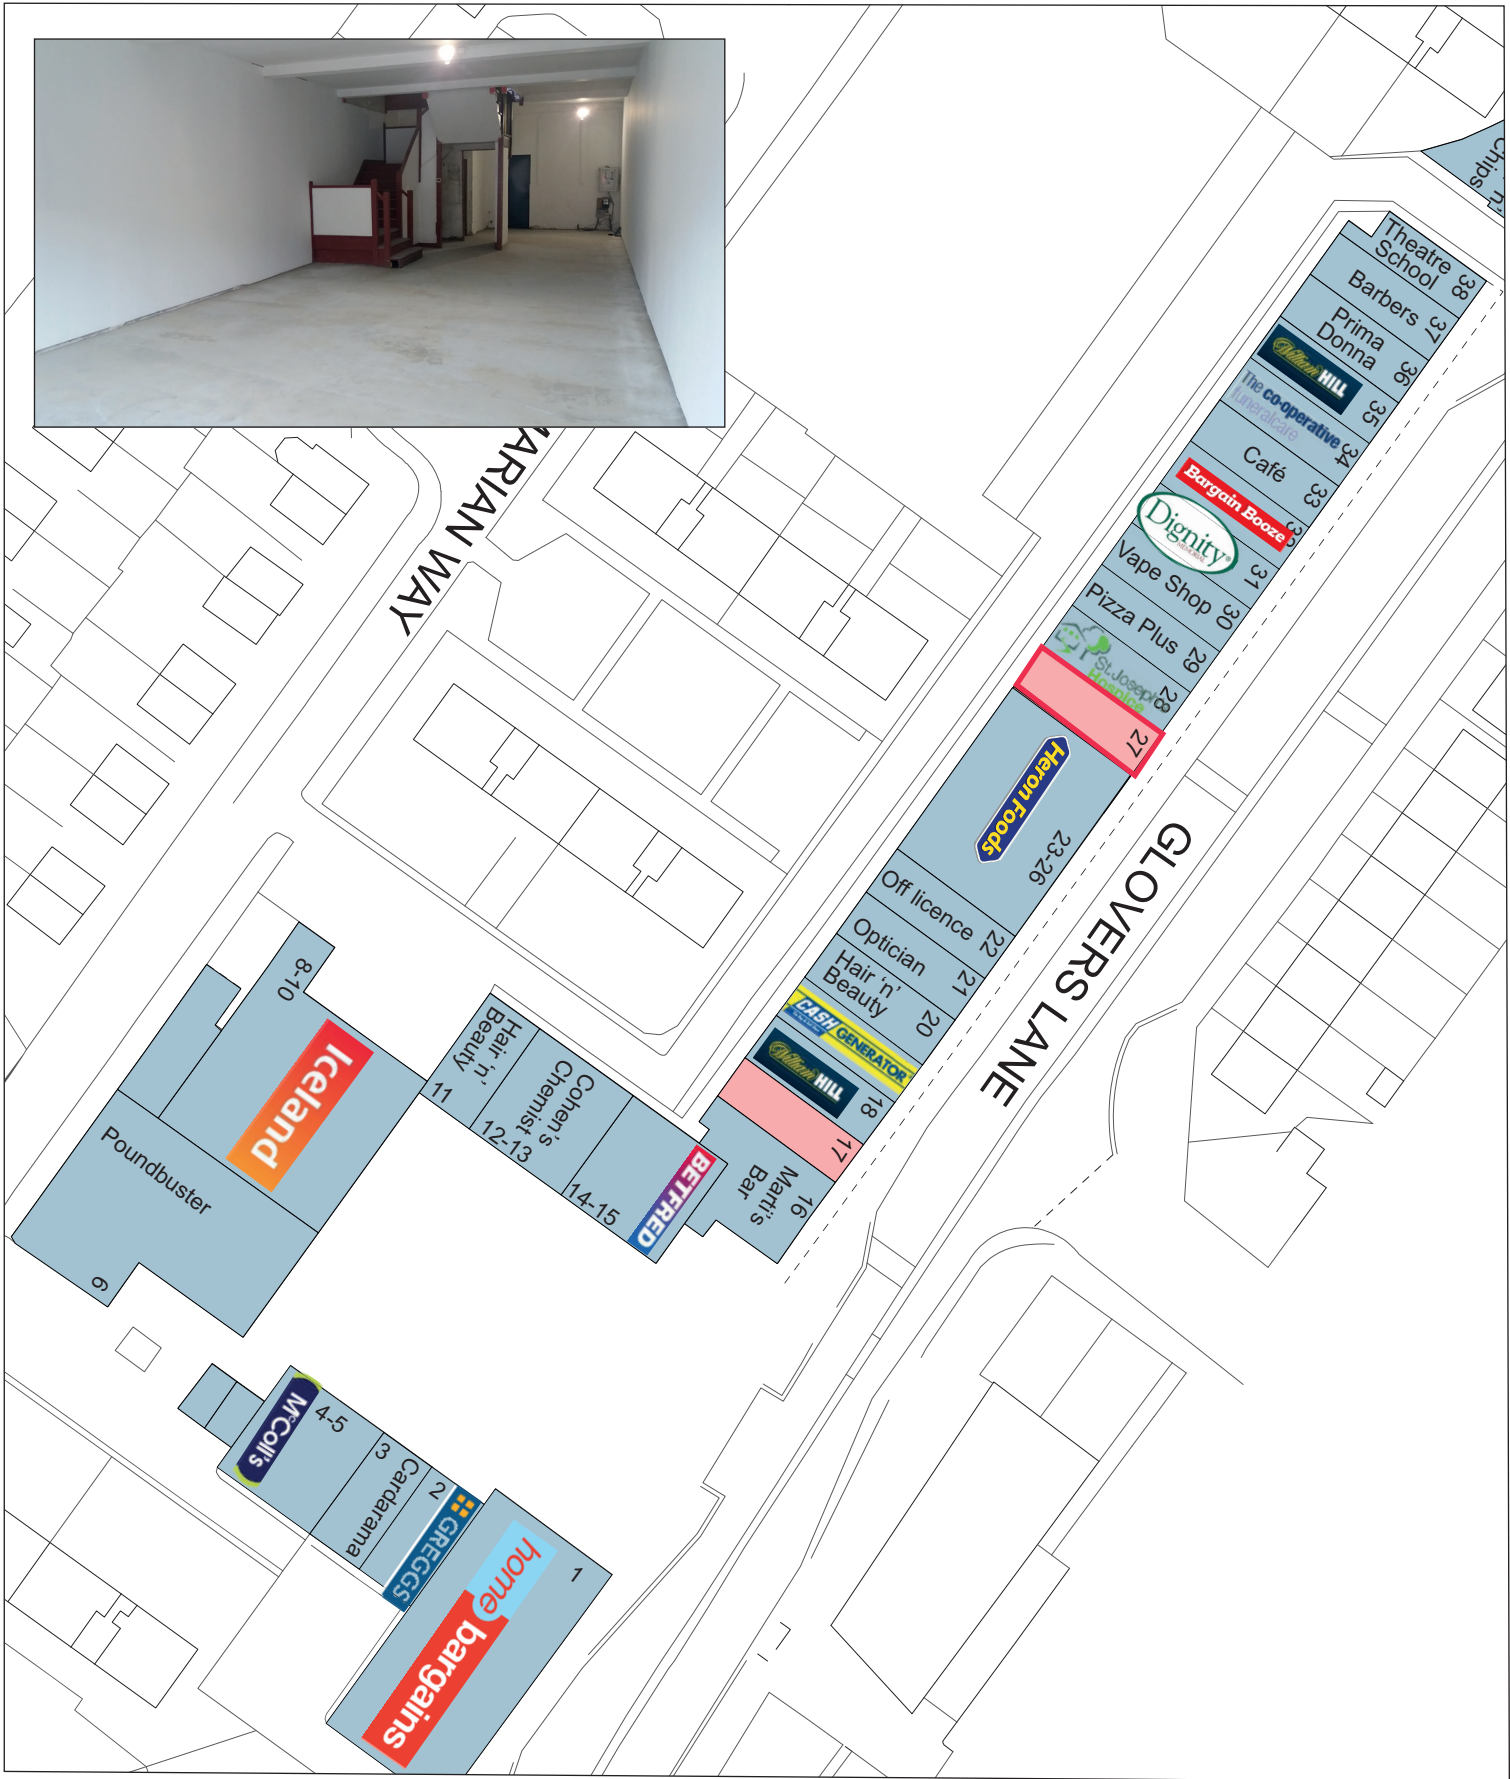 Chips 'n'
Theatre
School
38
Barbers
37
Prima
Donna
36
William HILL
35
The co-operative
funeralcare
34
Café
33
Bargain Booze
Dignity
MEMORIAL
31
Vape Shop
30
Pizza Plus
29
St Joseph's
Hospice
28
27
Heron Foods
23-26
Off licence
22
Optician
21
Hair 'n'
Beauty
20
CASH GENERATOR
William HILL
18
17
Marti's
Bar
16
GLOVERS LANE
MARIAN WAY
BETFRED
14-15
Cohen's
Chemist
12-13
Hair 'n'
Beauty
11
8-10
Iceland
Poundbuster
6
McColl's
4-5
3
Cardarama
2
GREGGS
1
home bargains